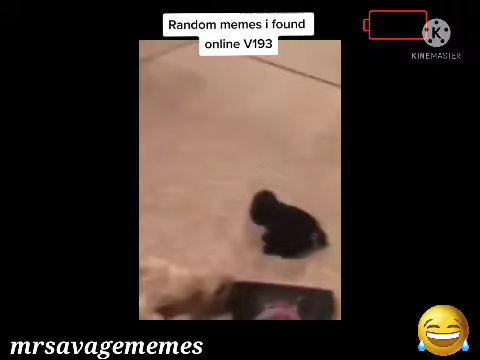 Random memes i found
online V193
K
KINEMASTER
mrsavagememes